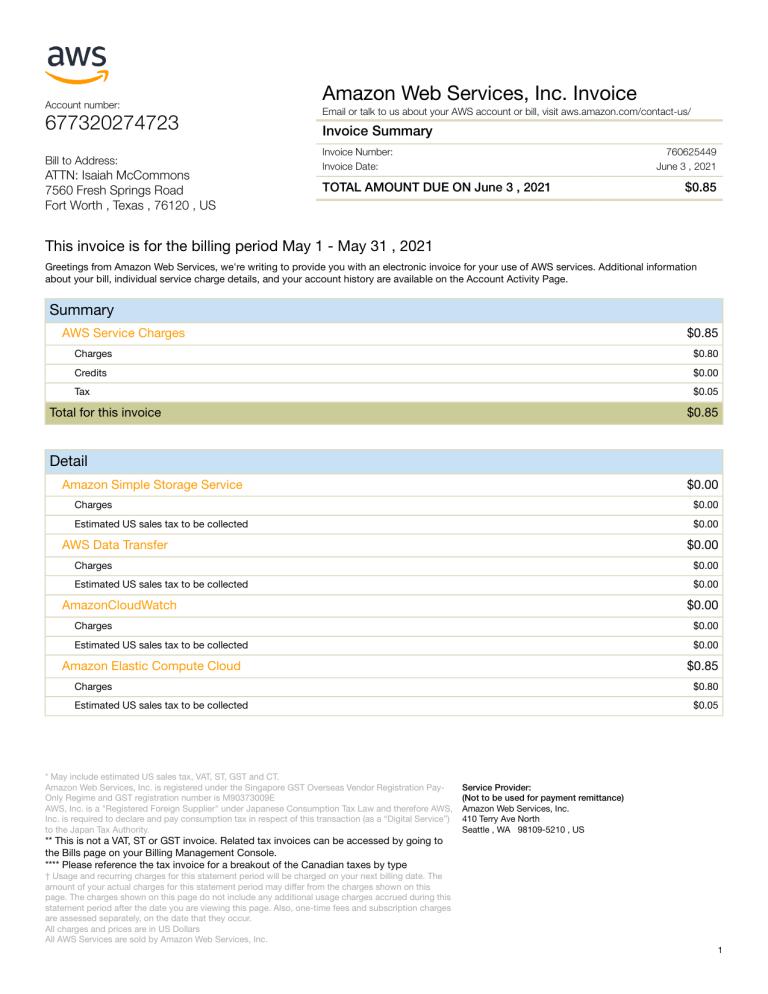 aws
Account number:
677320274723
Bill to Address:
ATTN: Isaiah McCommons
7560 Fresh Springs Road
Fort Worth , Texas , 76120 , US
Amazon Web Services, Inc. Invoice
Email or talk to us about your AWS account or bill, visit aws.amazon.com/contact-us/
Invoice Summary
Invoice Number: 760625449
Invoice Date: June 3 , 2021
TOTAL AMOUNT DUE ON June 3 , 2021 $0.85
This invoice is for the billing period May 1 - May 31 , 2021
Greetings from Amazon Web Services, we're writing to provide you with an electronic invoice for your use of AWS services. Additional information
about your bill, individual service charge details, and your account history are available on the Account Activity Page.
Summary
AWS Service Charges $0.85
Charges $0.80
Credits $0.00
Tax $0.05
Total for this invoice $0.85
Detail
Amazon Simple Storage Service $0.00
Charges $0.00
Estimated US sales tax to be collected $0.00
AWS Data Transfer $0.00
Charges $0.00
Estimated US sales tax to be collected $0.00
AmazonCloudWatch $0.00
Charges $0.00
Estimated US sales tax to be collected $0.00
Amazon Elastic Compute Cloud $0.85
Charges $0.80
Estimated US sales tax to be collected $0.05
* May include estimated US sales tax, VAT, ST, GST and CT.
Amazon Web Services, Inc. is registered under the Singapore GST Overseas Vendor Registration Pay-
Only Regime and GST registration number is M90373009E
AWS, Inc. is a "Registered Foreign Supplier" under Japanese Consumption Tax Law and therefore AWS,
Inc. is required to declare and pay consumption tax in respect of this transaction (as a “Digital Service”)
to the Japan Tax Authority.
** This is not a VAT, ST or GST invoice. Related tax invoices can be accessed by going to
the Bills page on your Billing Management Console.
**** Please reference the tax invoice for a breakout of the Canadian taxes by type
† Usage and recurring charges for this statement period will be charged on your next billing date. The
amount of your actual charges for this statement period may differ from the charges shown on this
page. The charges shown on this page do not include any additional usage charges accrued during this
statement period after the date you are viewing this page. Also, one-time fees and subscription charges
are assessed separately, on the date that they occur.
All charges and prices are in US Dollars
All AWS Services are sold by Amazon Web Services, Inc.
Service Provider:
(Not to be used for payment remittance)
Amazon Web Services, Inc.
410 Terry Ave North
Seattle , WA 98109-5210 , US
1